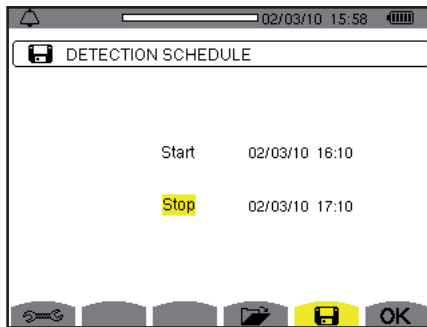 02/03/10 15:58
DETECTION SCHEDULE
Start 02/03/10 16:10
Stop 02/03/10 17:10
OK